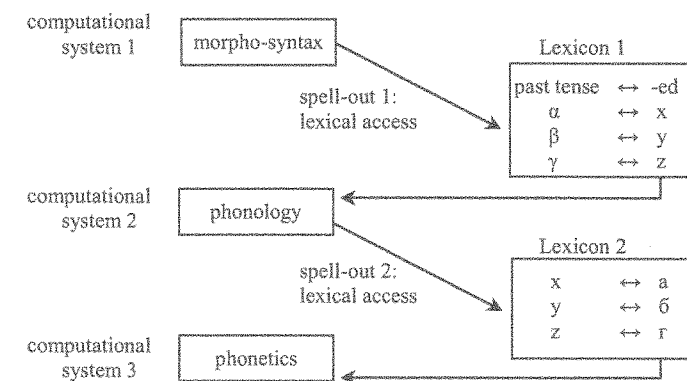 computational
system 1
morpho-syntax
Lexicon 1
spell-out 1:
lexical access
past tense ↔ -ed
α ↔ x
β ↔ y
γ ↔ z
computational
system 2
phonology
Lexicon 2
spell-out 2:
lexical access
x ↔ а
y ↔ б
z ↔ г
computational
system 3
phonetics